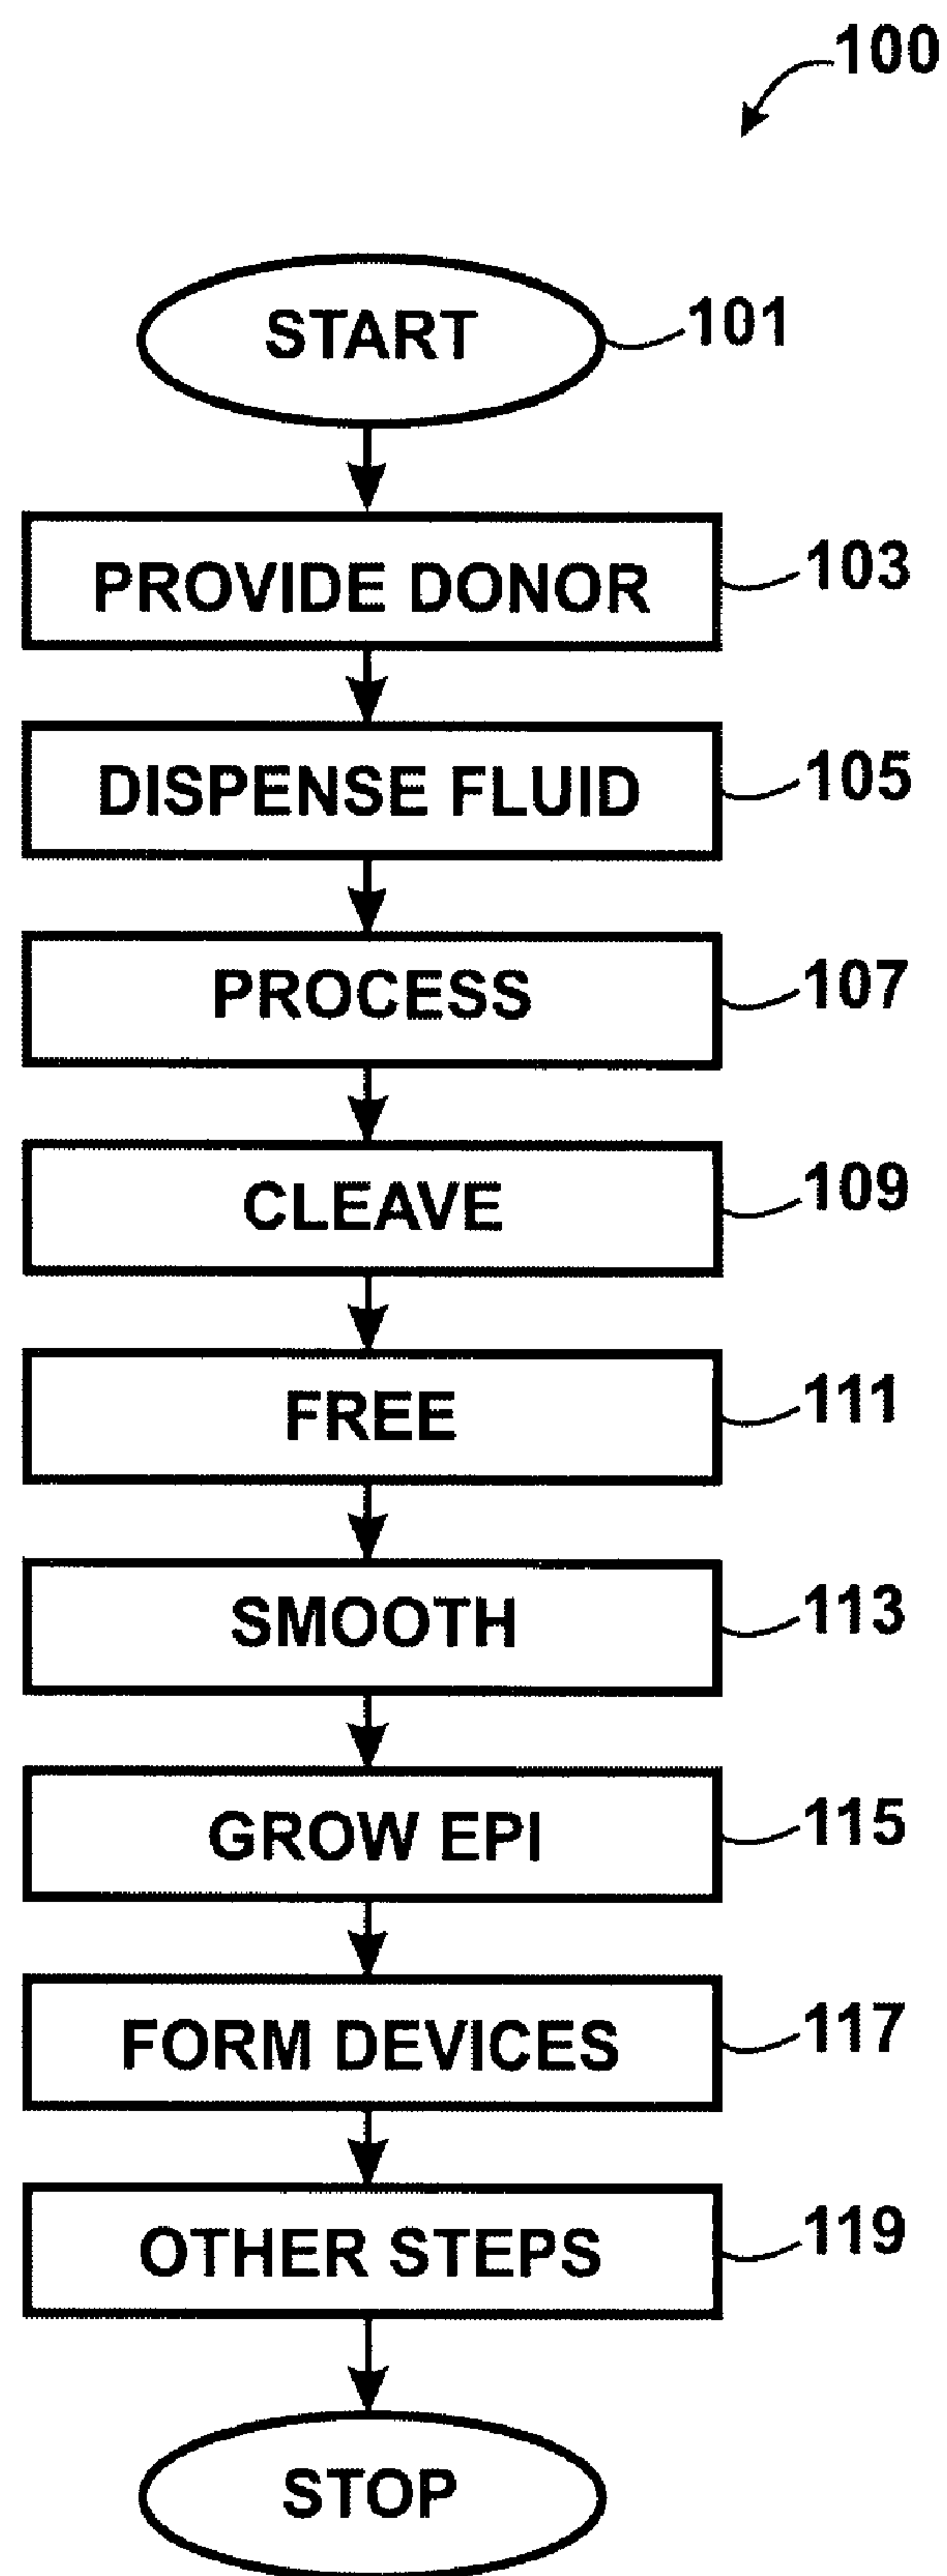 100
START
101
PROVIDE DONOR
103
DISPENSE FLUID
105
PROCESS
107
CLEAVE
109
FREE
111
SMOOTH
113
GROW EPI
115
FORM DEVICES
117
OTHER STEPS
119
STOP